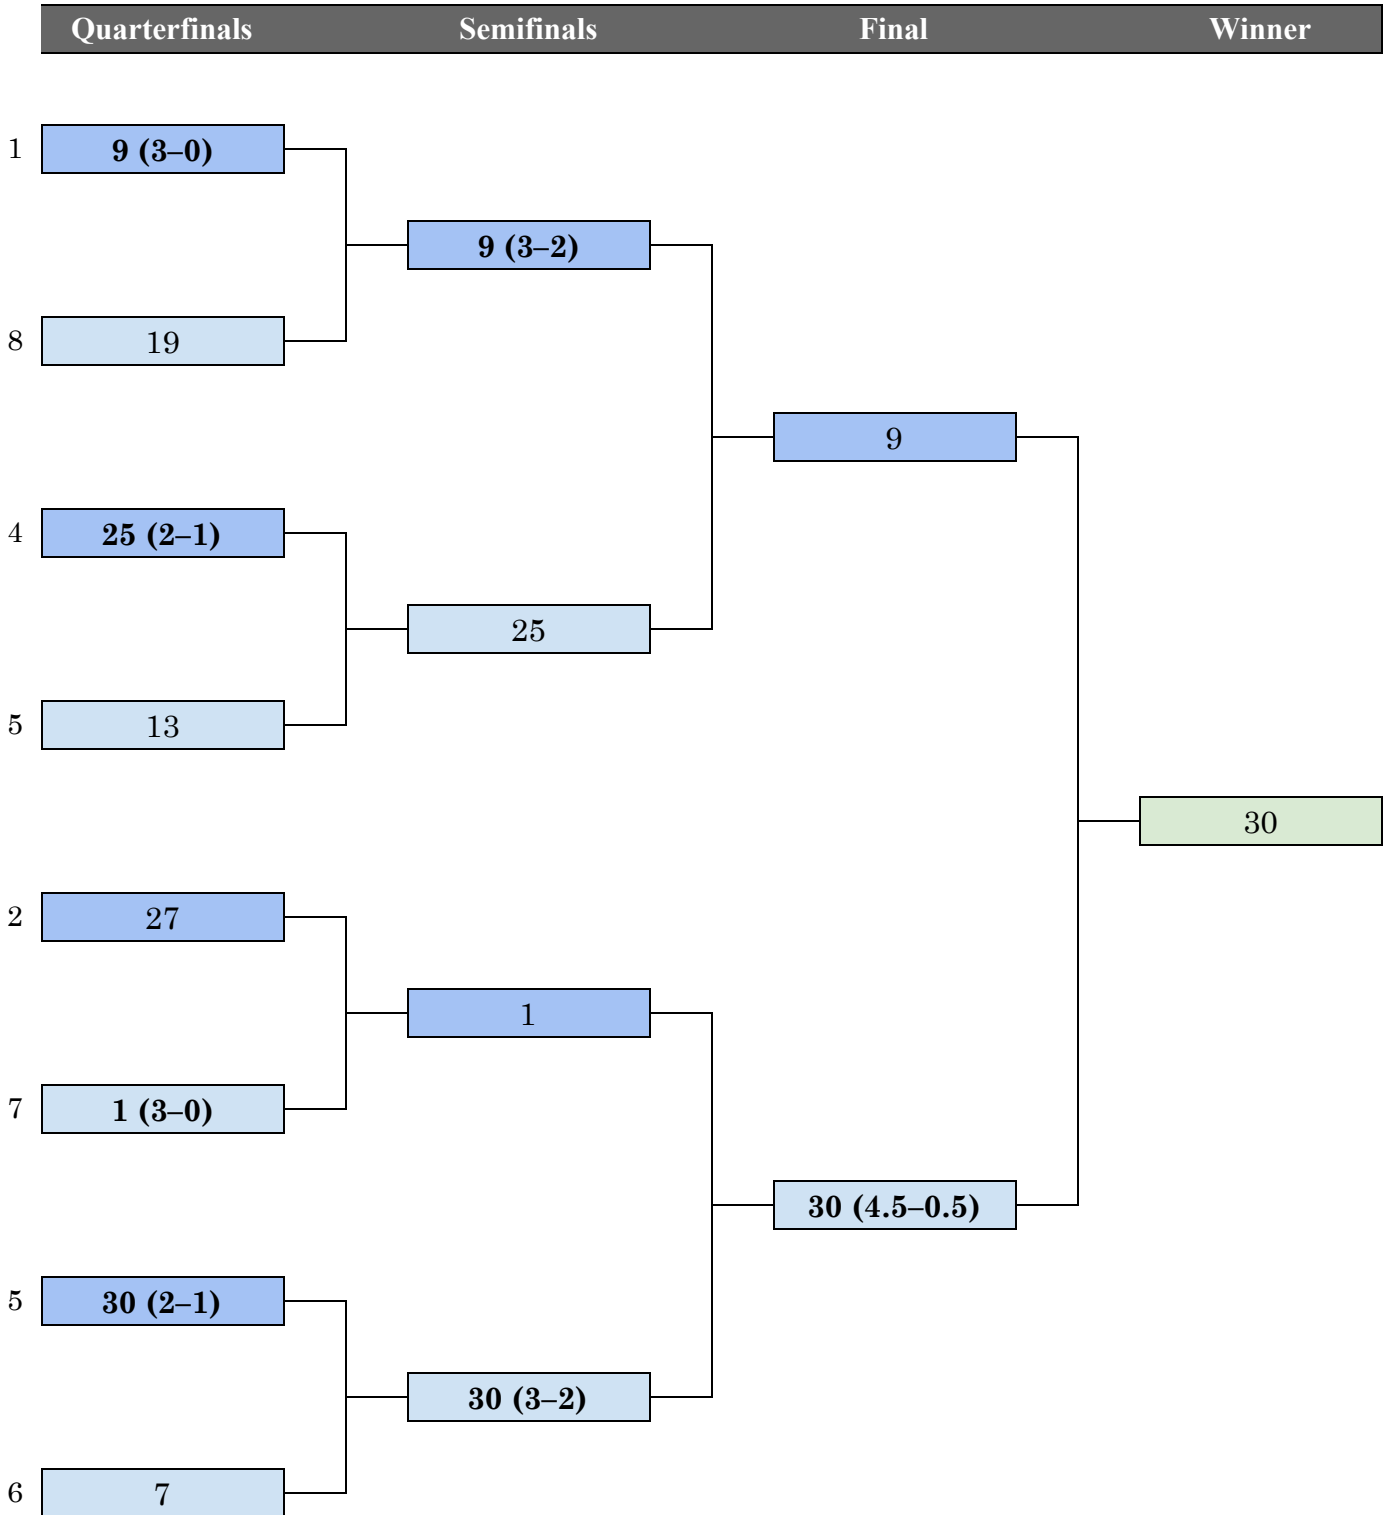 Quarterfinals Semifinals Final Winner
1 9 (3–0)
9 (3–2)
8 19
9
4 25 (2–1)
25
5 13
30
2 27
1
7 1 (3–0)
30 (4.5–0.5)
5 30 (2–1)
30 (3–2)
6 7